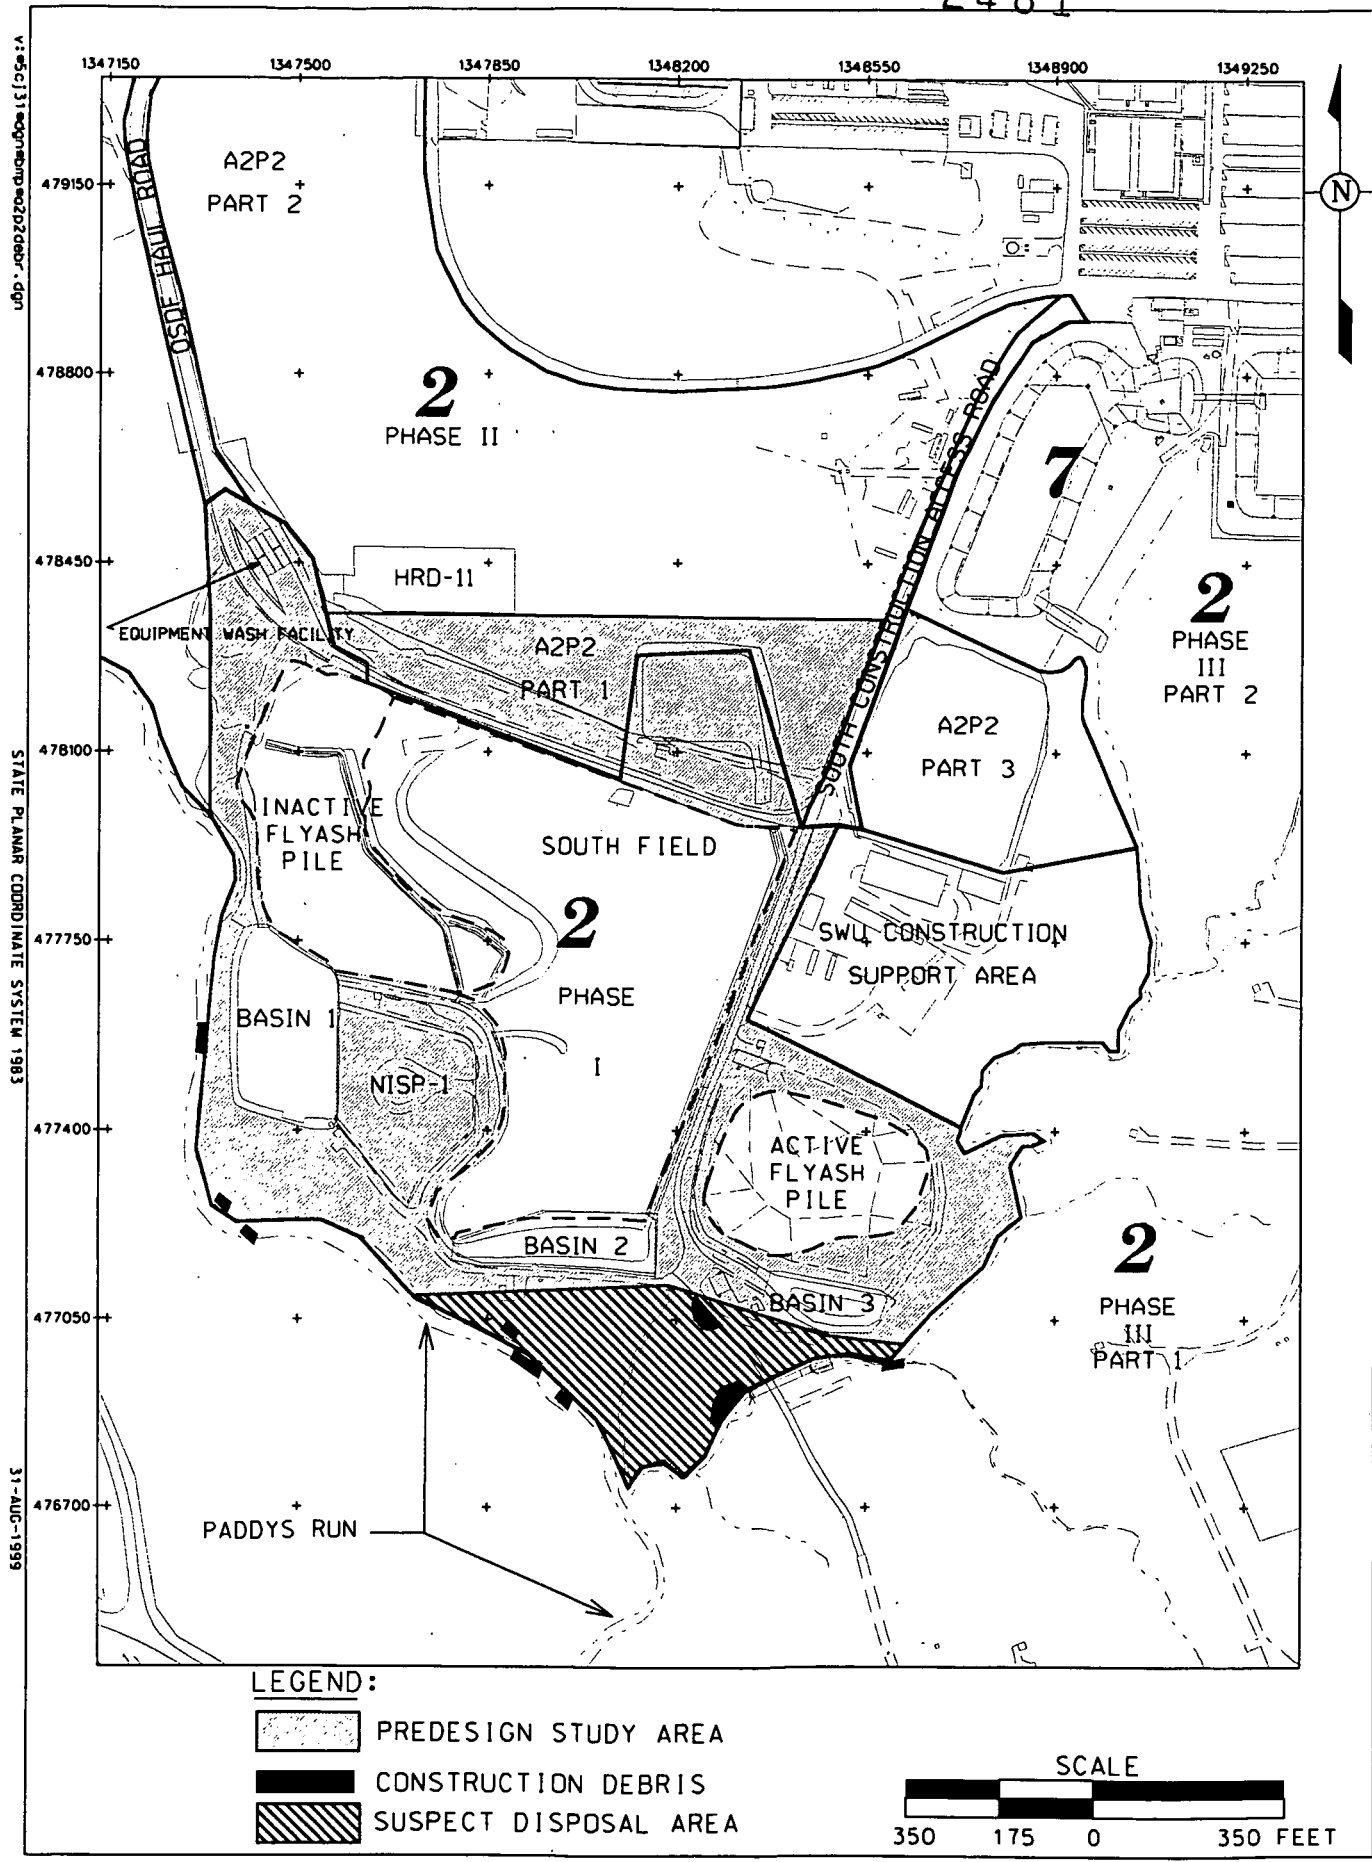 2481
1347150 1347500 1347850 1348200 1348550 1348900 1349250
A2P2
PART 2
479150
N
OSDF HAUL ROAD
478800
2
PHASE II
SOUTH CONSTRUCTION ACCESS ROAD
7
478450
HRD-11
2
PHASE
III
PART 2
EQUIPMENT WASH FACILITY
A2P2
PART 1
A2P2
PART 3
478100
INACTIVE
FLYASH
PILE
SOUTH FIELD
2
PHASE
I
477750
SWU CONSTRUCTION
SUPPORT AREA
BASIN 1
NISP-1
477400
ACTIVE
FLYASH
PILE
BASIN 2
BASIN 3
2
PHASE
III
PART 1
477050
476700
PADDYS RUN
STATE PLANAR COORDINATE SYSTEM 1983
31-AUG-1999
LEGEND:
PREDESIGN STUDY AREA
CONSTRUCTION DEBRIS
SUSPECT DISPOSAL AREA
SCALE
350 175 0 350 FEET